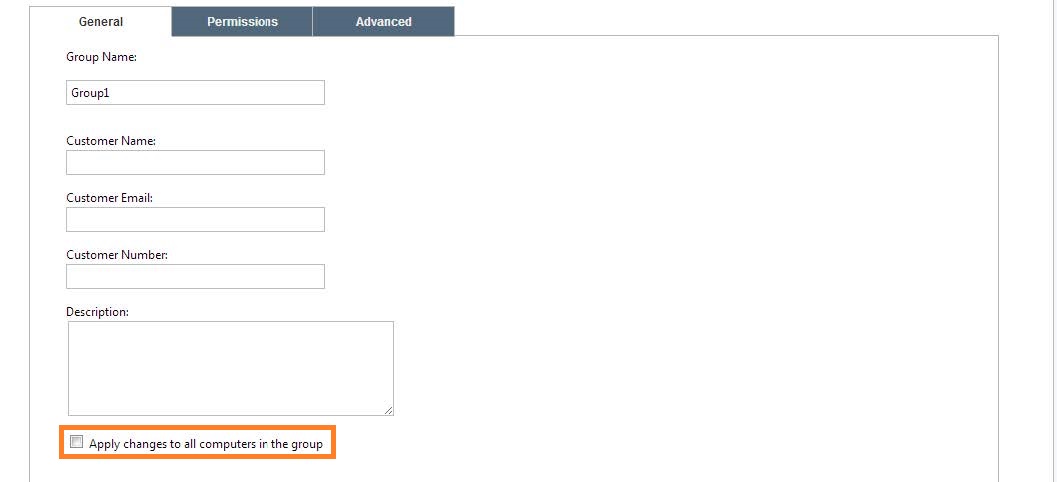 General Permissions Advanced
Group Name:
Group1
Customer Name:
Customer Email:
Customer Number:
Description:
Apply changes to all computers in the group